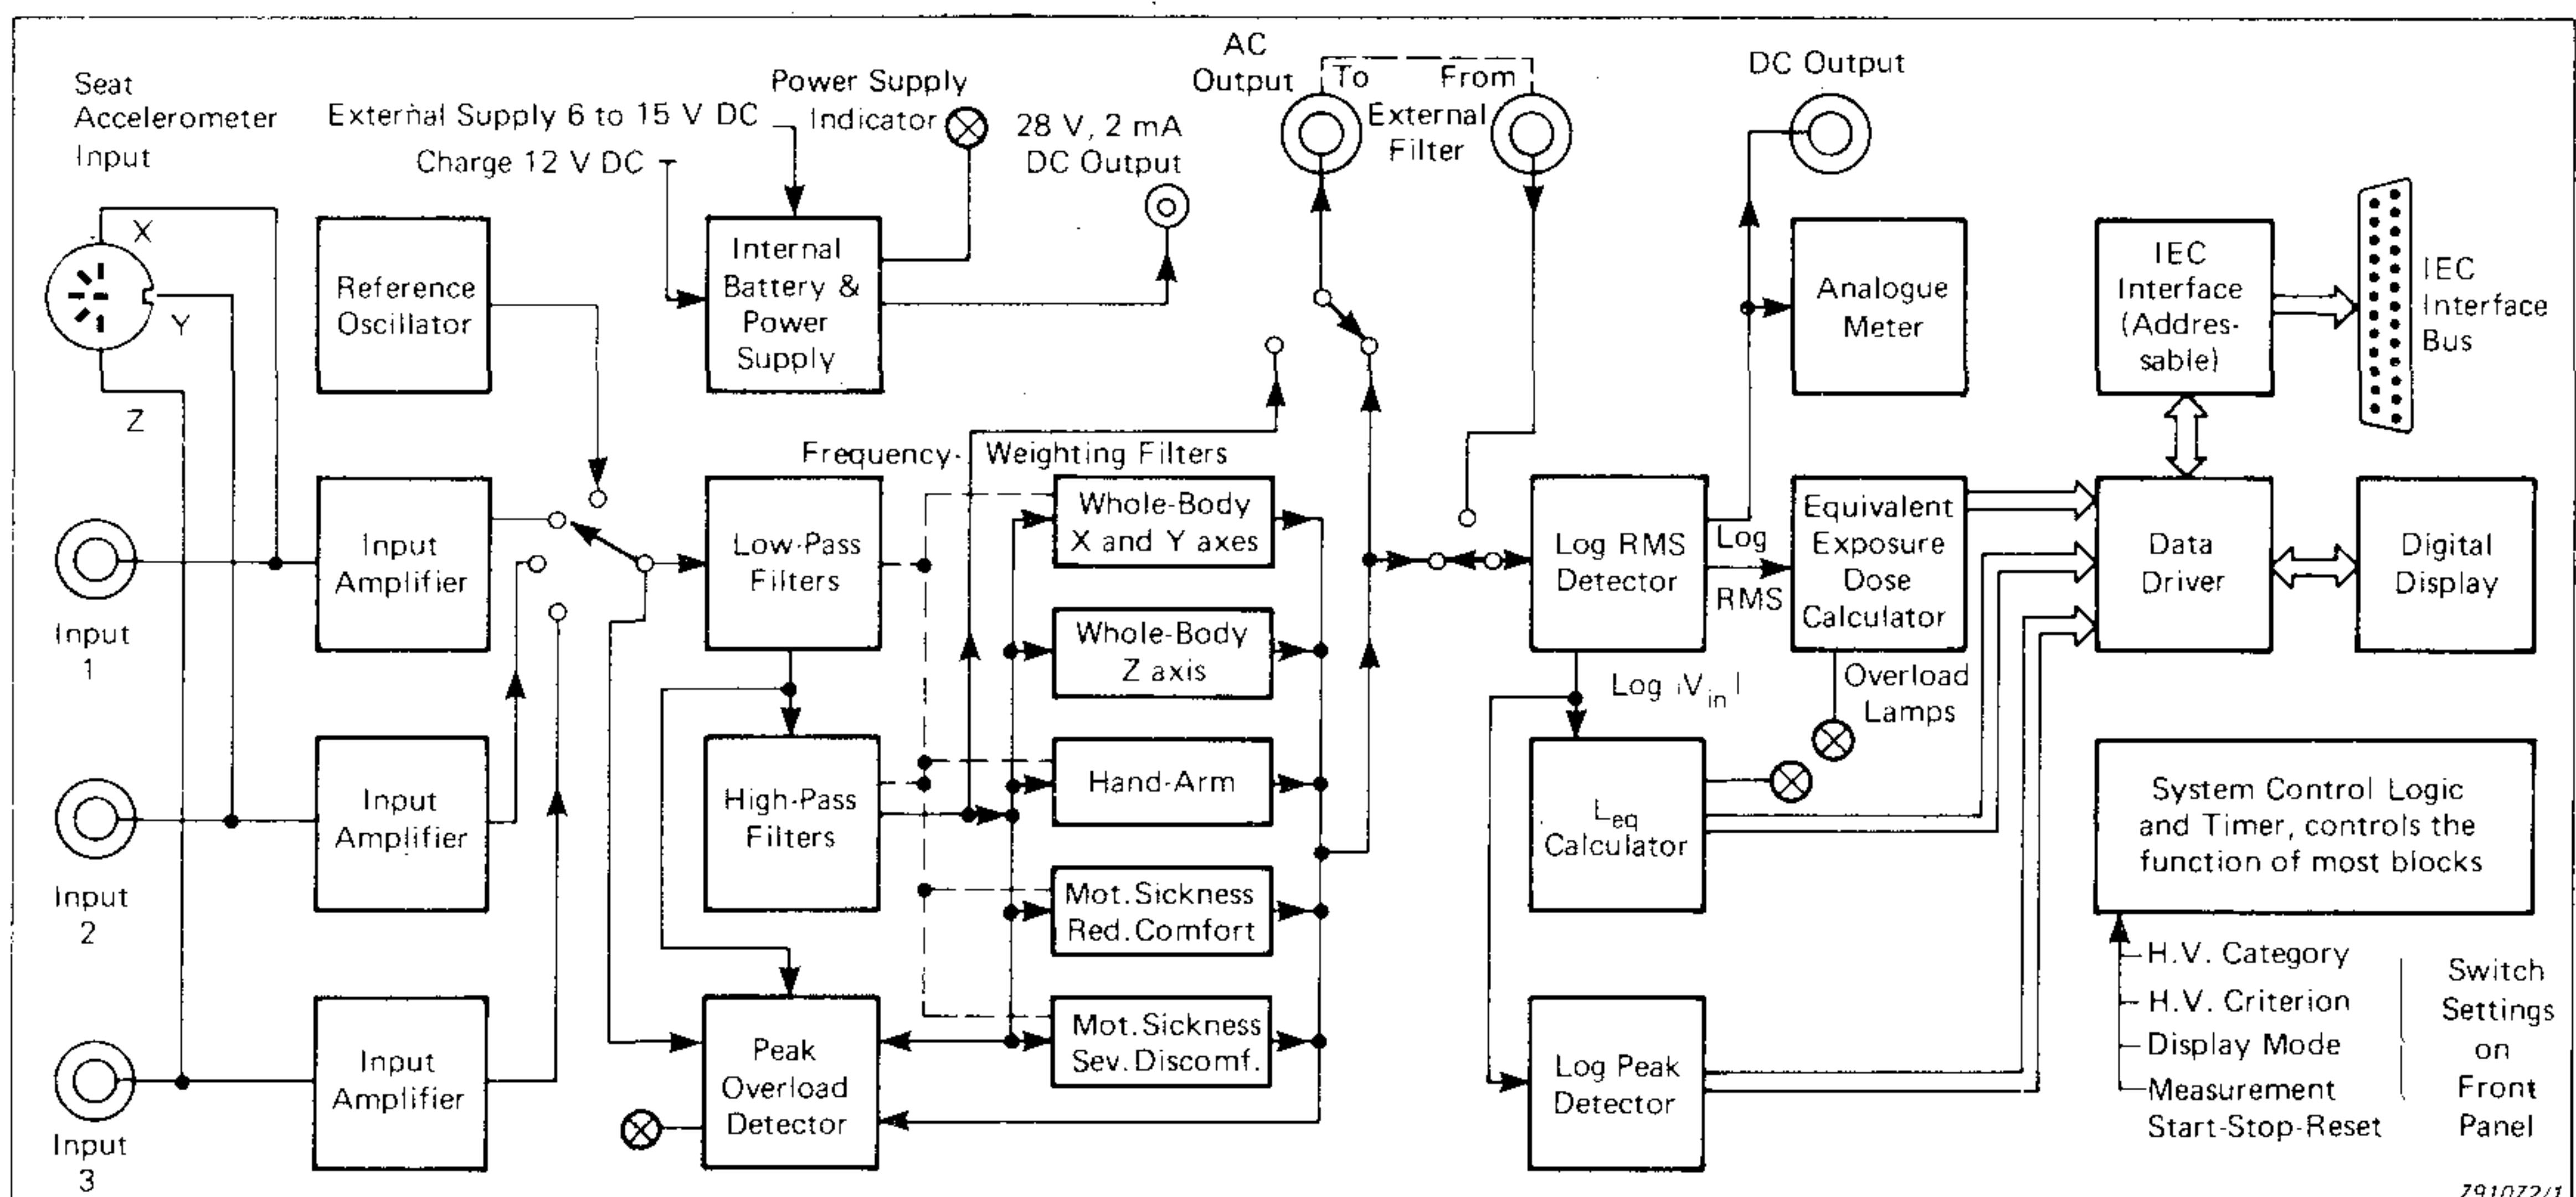 Seat
Accelerometer
Input
X
Y
Z
External Supply 6 to 15 V DC
Charge 12 V DC
Power Supply
Indicator
28 V, 2 mA
DC Output
AC
Output
To
From
External
Filter
DC Output
Reference
Oscillator
Internal
Battery &
Power
Supply
Analogue
Meter
IEC
Interface
(Addres-
sable)
IEC
Interface
Bus
Input
1
Input
Amplifier
Low-Pass
Filters
Frequency- Weighting Filters
Whole-Body
X and Y axes
Whole-Body
Z axis
Hand-Arm
Mot. Sickness
Red. Comfort
Mot. Sickness
Sev. Discomf.
Log RMS
Detector
Log
RMS
Equivalent
Exposure
Dose
Calculator
Data
Driver
Digital
Display
Log |Vin|
Overload
Lamps
Input
2
Input
Amplifier
High-Pass
Filters
Leq
Calculator
System Control Logic
and Timer, controls the
function of most blocks
Input
3
Input
Amplifier
Peak
Overload
Detector
Log Peak
Detector
H.V. Category
H.V. Criterion
Display Mode
Measurement
Start-Stop-Reset
Switch
Settings
on
Front
Panel
791072/1